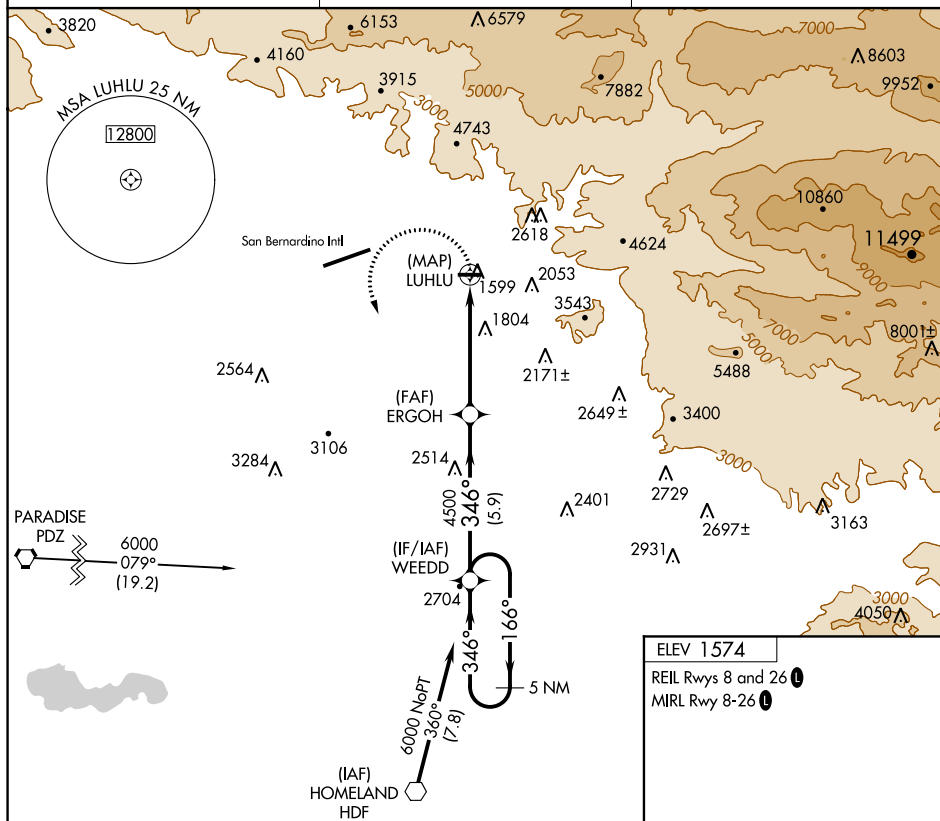 3820
6153
6579
7000
8603
4160
3915
5000
7882
9952
MSA LUHLU 25 NM
12800
3000
4743
10860
2618
4624
11499
San Bernardino Intl
(MAP)
LUHLU
1599
2053
9000
3543
1804
7000
8001±
5000
2564
2171±
5488
(FAF)
ERGOH
2649±
3400
3106
3284
2514
3000
4500
346°
(5.9)
2401
2729
2697±
3163
PARADISE
PDZ
6000
079°
(19.2)
(IF/IAF)
WEEDD
2931
2704
346°
166°
3000
4050
5 NM
6000 NoPT
360°
(7.8)
(IAF)
HOMELAND
HDF
ELEV 1574
REIL Rwys 8 and 26 L
MIRL Rwy 8-26 L